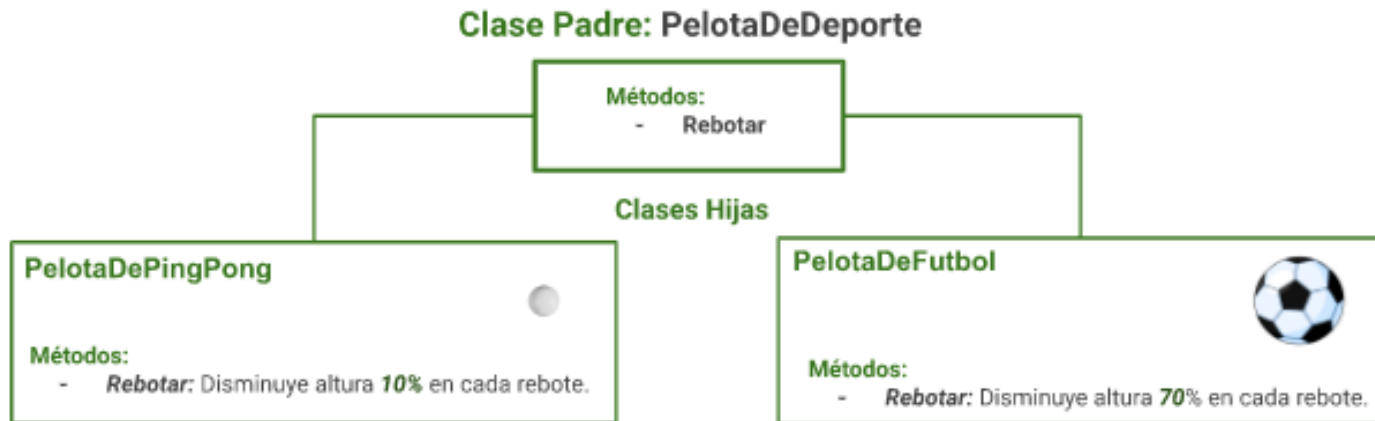 Clase Padre: PelotaDeDeporte
Métodos:
- Rebotar
Clases Hijas
PelotaDePingPong
Métodos:
- Rebotar: Disminuye altura 10% en cada rebote.
PelotaDeFutbol
Métodos:
- Rebotar: Disminuye altura 70% en cada rebote.